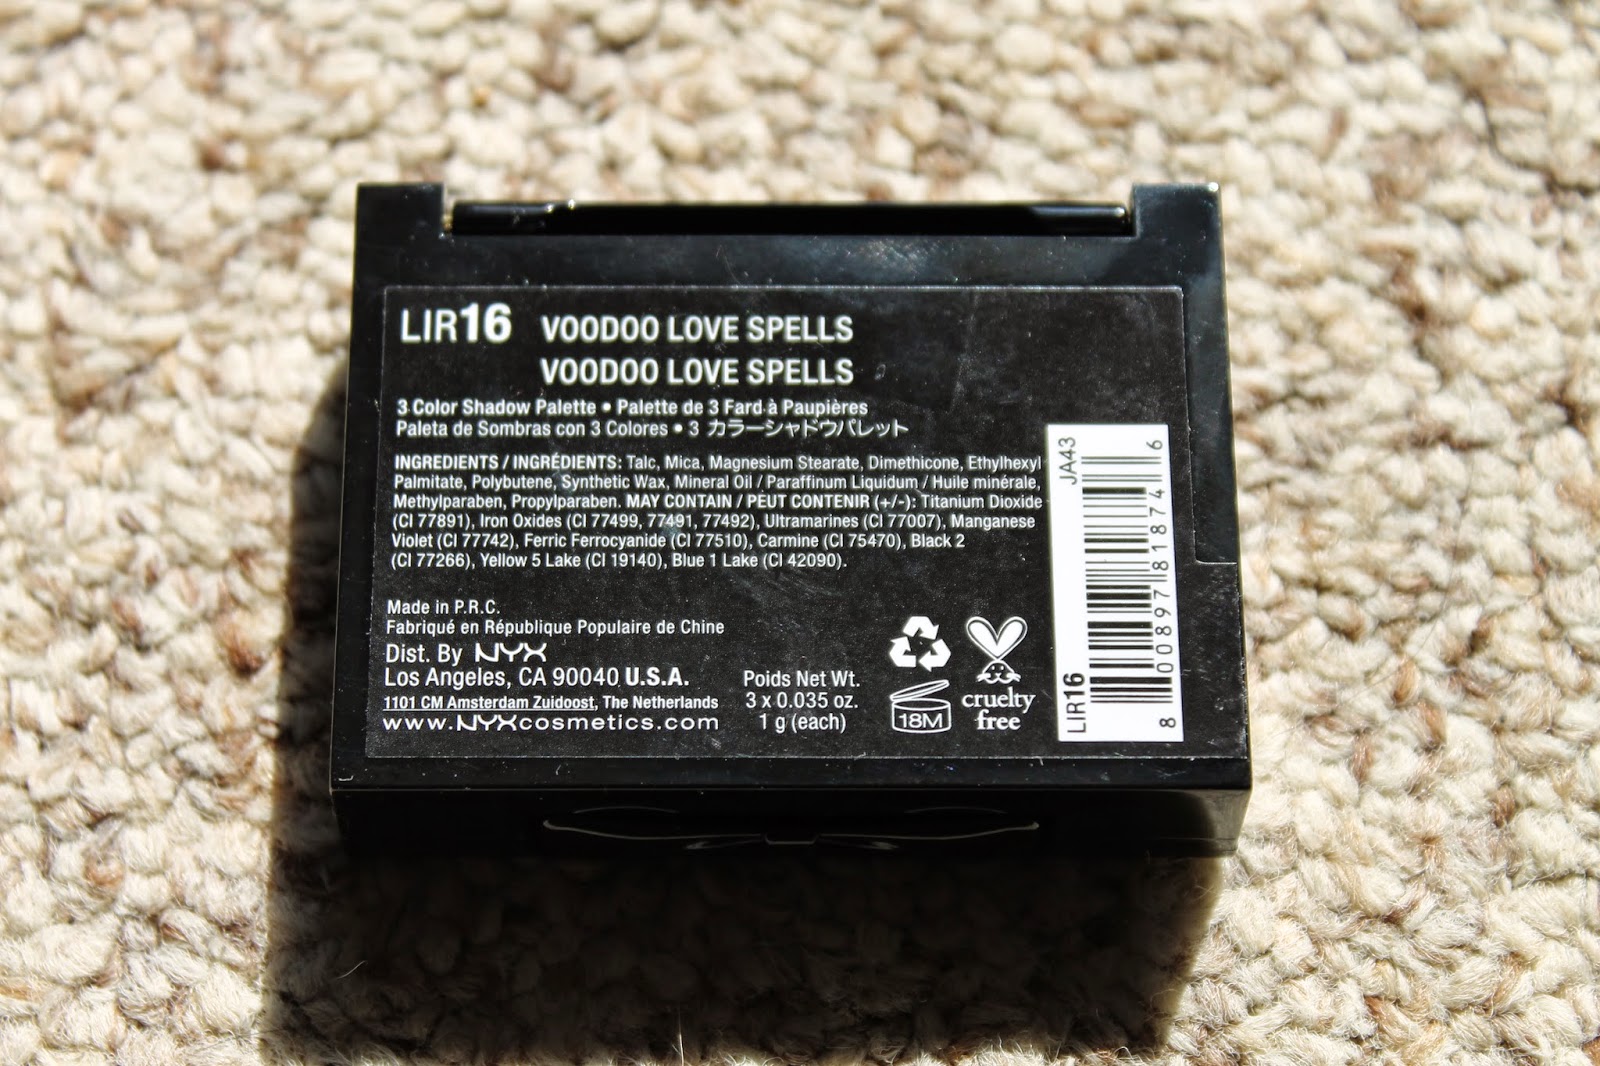 LIR16 VOODOO LOVE SPELLS
VOODOO LOVE SPELLS
3 Color Shadow Palette • Palette de 3 Fard à Paupières
Paleta de Sombras con 3 Colores • 3 カラーシャドウパレット
INGREDIENTS / INGRÉDIENTS: Talc, Mica, Magnesium Stearate, Dimethicone, Ethylhexyl
Palmitate, Polybutene, Synthetic Wax, Mineral Oil / Paraffinum Liquidum / Huile minérale,
Methylparaben, Propylparaben. MAY CONTAIN / PEUT CONTENIR (+/-): Titanium Dioxide
(CI 77891), Iron Oxides (CI 77499, 77491, 77492), Ultramarines (CI 77007), Manganese
Violet (CI 77742), Ferric Ferrocyanide (CI 77510), Carmine (CI 75470), Black 2
(CI 77266), Yellow 5 Lake (CI 19140), Blue 1 Lake (CI 42090).
Made in P.R.C.
Fabriqué en République Populaire de Chine
Dist. By NYX
Los Angeles, CA 90040 U.S.A.
1101 CM Amsterdam Zuidoost, The Netherlands
www.NYXcosmetics.com
Poids Net Wt.
3 x 0.035 oz.
1 g (each)
18M
cruelty
free
LIR16
JA43
8 00897 81874 6